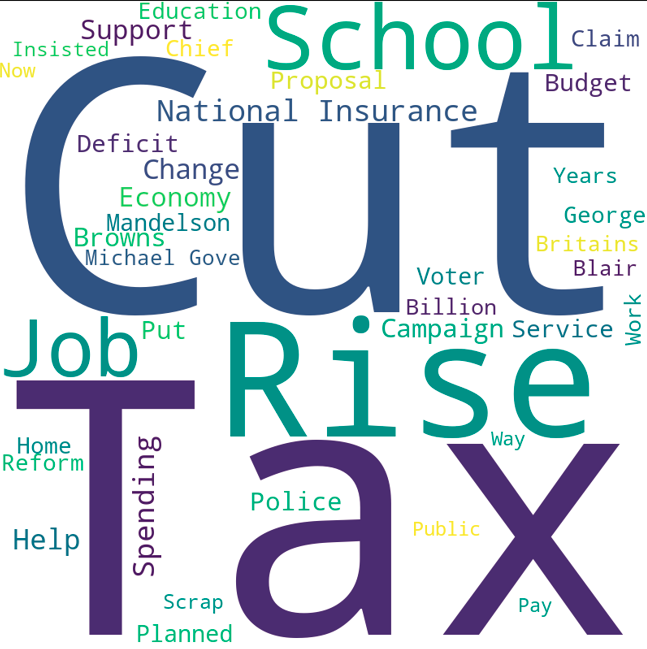 Education
Support
School
Insisted
Chief
Claim
Now
Proposal
Budget
Cut
National Insurance
Deficit
Change
Years
Economy
Mandelson
George
Browns
Britains
Michael Gove
Blair
Voter
Billion
Work
Job
Put
Rise
Campaign
Service
Tax
Home
Way
Reform
Spending
Police
Public
Help
Scrap
Pay
Planned